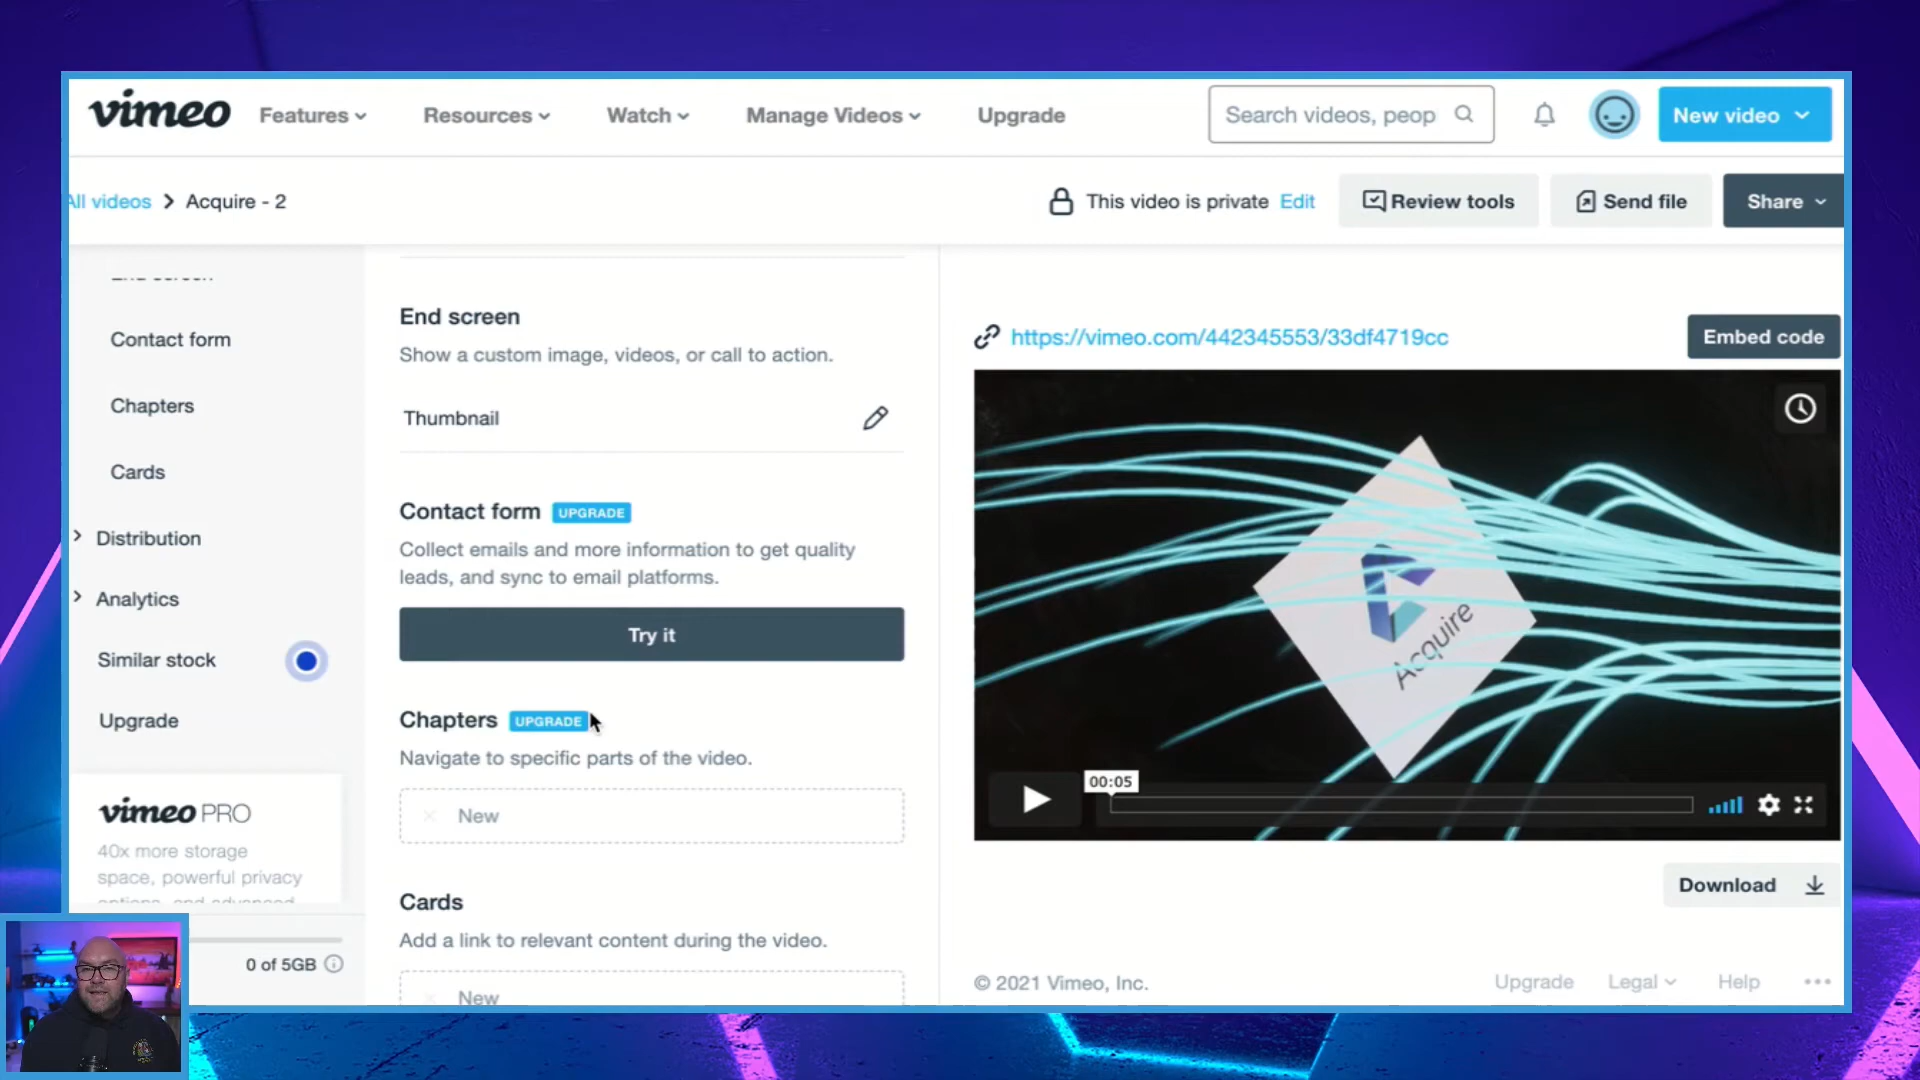 vimeo Features Resources Watch Manage Videos Upgrade Search videos, peop New video
All videos Acquire - 2 This video is private Edit Review tools Send file Share
Contact form
Chapters
Cards
Distribution
Analytics
Similar stock
Upgrade
vimeo PRO
40x more storage
space, powerful privacy
0 of 5GB
End screen
Show a custom image, videos, or call to action.
Thumbnail
Contact form UPGRADE
Collect emails and more information to get quality
leads, and sync to email platforms.
Try it
Chapters UPGRADE
Navigate to specific parts of the video.
New
Cards
Add a link to relevant content during the video.
New
https://vimeo.com/442345553/33df4719cc Embed code
Acquire
00:05
Download
© 2021 Vimeo, Inc. Upgrade Legal Help